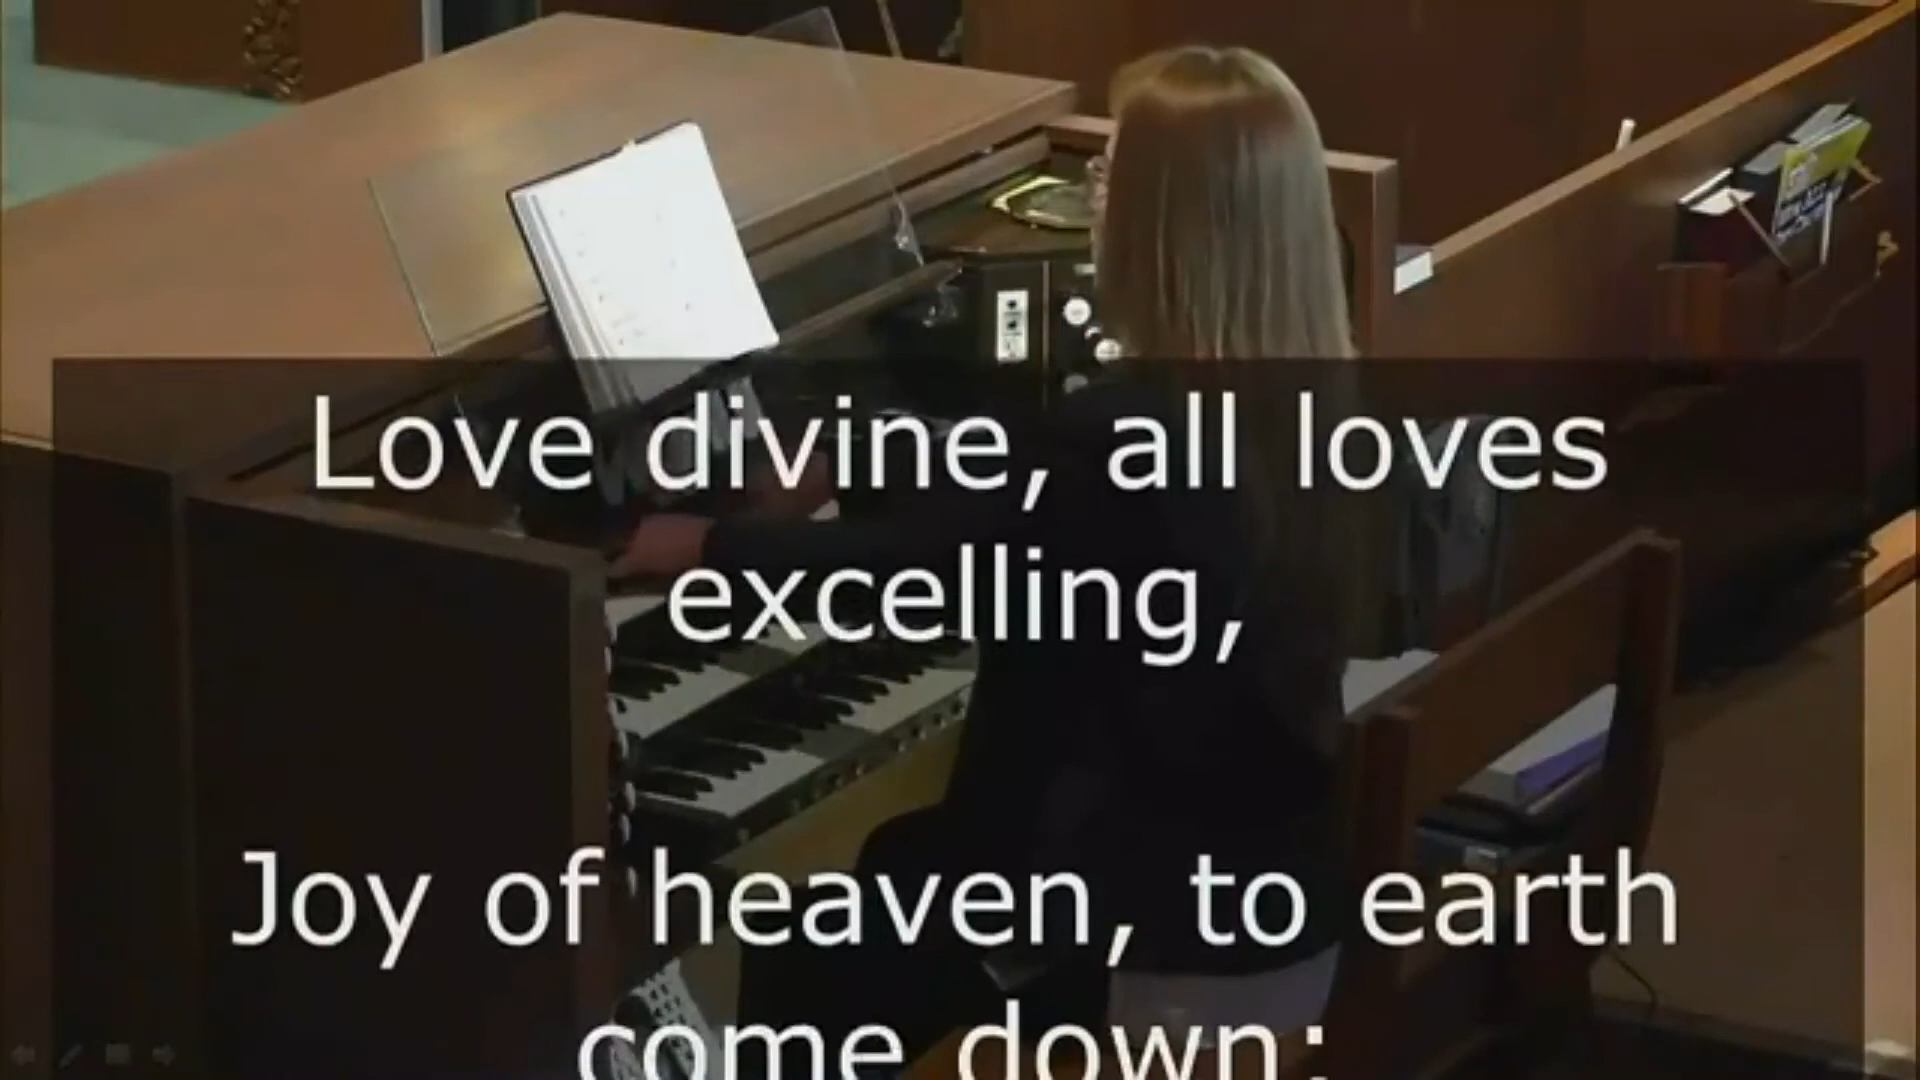 Love divine, all loves
excelling,
Joy of heaven, to earth
come down;